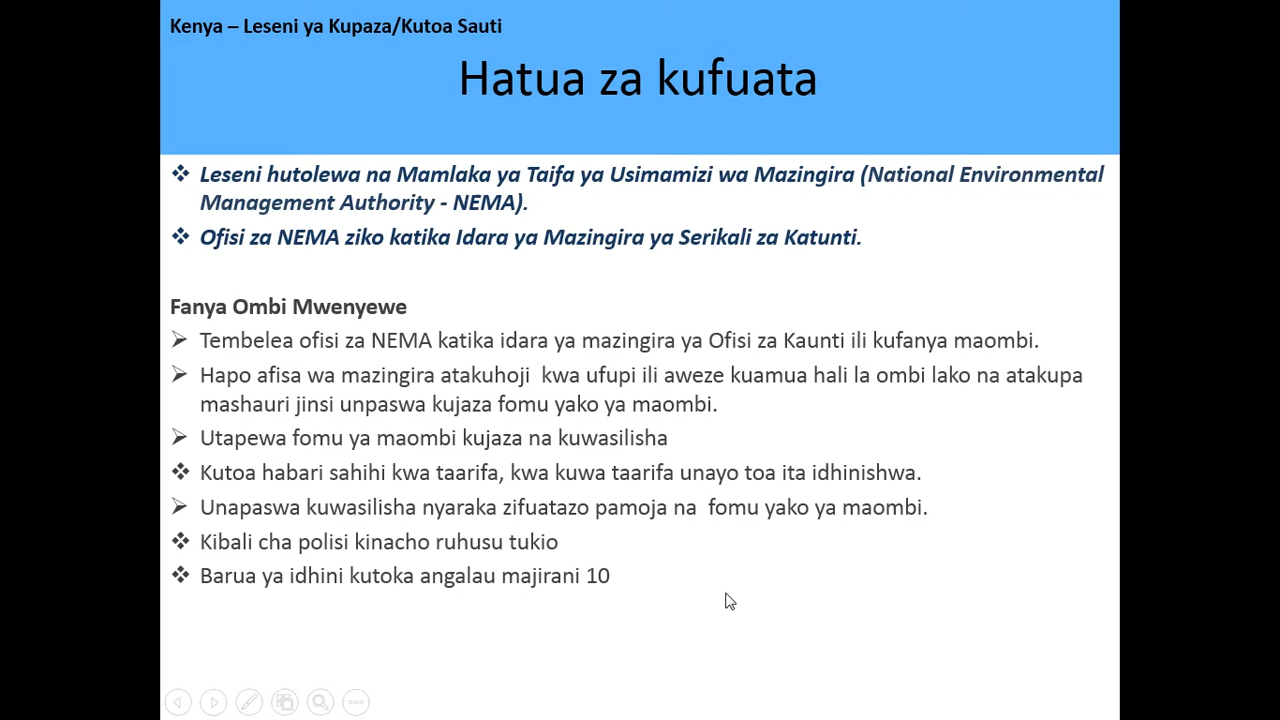 Kenya – Leseni ya Kupaza/Kutoa Sauti
Hatua za kufuata
Leseni hutolewa na Mamlaka ya Taifa ya Usimamizi wa Mazingira (National Environmental
Management Authority - NEMA).
Ofisi za NEMA ziko katika Idara ya Mazingira ya Serikali za Katunti.
Fanya Ombi Mwenyewe
Tembelea ofisi za NEMA katika idara ya mazingira ya Ofisi za Kaunti ili kufanya maombi.
Hapo afisa wa mazingira atakuhoji  kwa ufupi ili aweze kuamua hali la ombi lako na atakupa
mashauri jinsi unpaswa kujaza fomu yako ya maombi.
Utapewa fomu ya maombi kujaza na kuwasilisha
Kutoa habari sahihi kwa taarifa, kwa kuwa taarifa unayo toa ita idhinishwa.
Unapaswa kuwasilisha nyaraka zifuatazo pamoja na  fomu yako ya maombi.
Kibali cha polisi kinacho ruhusu tukio
Barua ya idhini kutoka angalau majirani 10